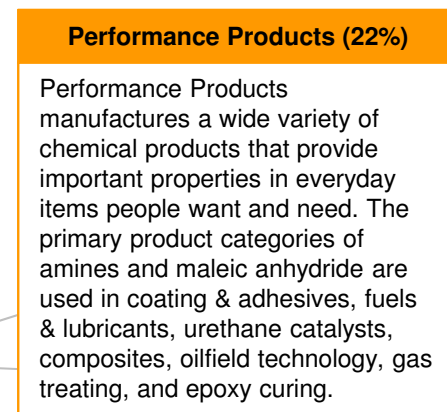 Performance Products (22%)
Performance Products
manufactures a wide variety of
chemical products that provide
important properties in everyday
items people want and need. The
primary product categories of
amines and maleic anhydride are
used in coating & adhesives, fuels
& lubricants, urethane catalysts,
composites, oilfield technology, gas
treating, and epoxy curing.